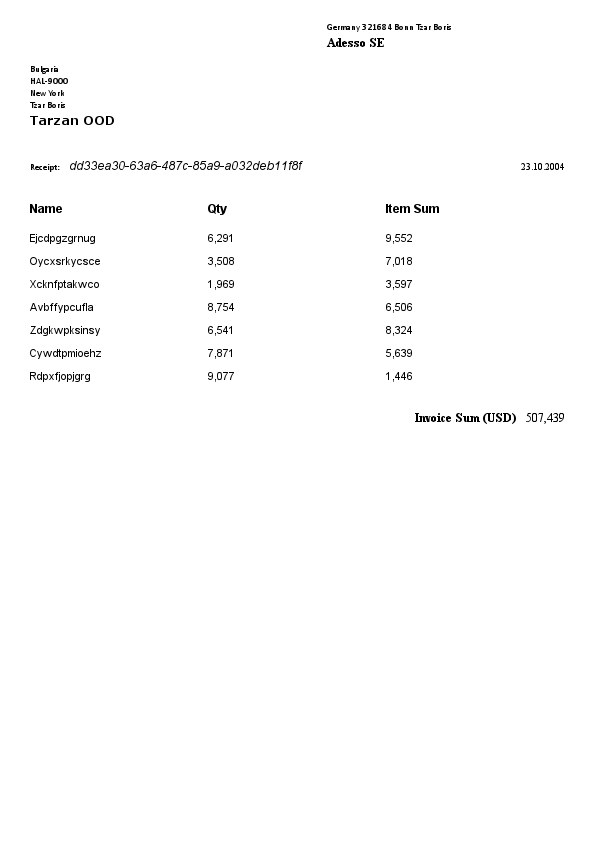 Germany 321684 Bonn Tzar Boris
Adesso SE
Bulgaria
HAL-9000
New York
Tzar Boris
Tarzan OOD
Receipt: dd33ea30-63a6-487c-85a9-a032deb11f8f 23.10.2004
Name Qty Item Sum
Ejcdpgzgrnug 6,291 9,552
Oycxsrkycsce 3,508 7,018
Xcknfptakwco 1,969 3,597
Avbffypcufla 8,754 6,506
Zdgkwpksinsy 6,541 8,324
Cywdtpmioehz 7,871 5,639
Rdpxfjopjgrg 9,077 1,446
Invoice Sum (USD) 507,439